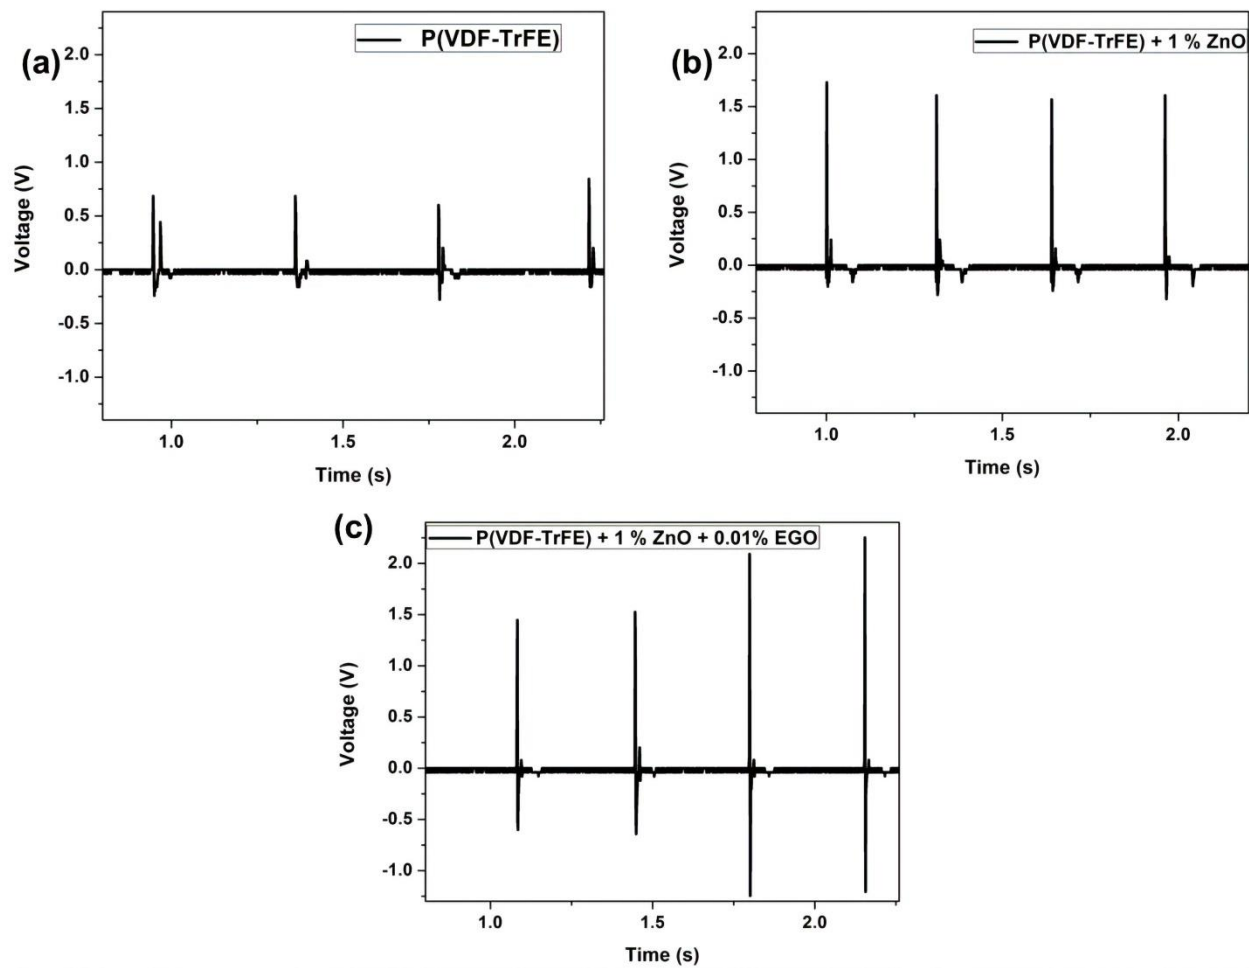 (a)
P(VDF-TrFE)
2.0
1.5
1.0
0.5
0.0
-0.5
-1.0
Voltage (V)
1.0 1.5 2.0
Time (s)
(b)
P(VDF-TrFE) + 1 % ZnO
2.0
1.5
1.0
0.5
0.0
-0.5
-1.0
Voltage (V)
1.0 1.5 2.0
Time (s)
(c)
P(VDF-TrFE) + 1 % ZnO + 0.01% EGO
2.0
1.5
1.0
0.5
0.0
-0.5
-1.0
Voltage (V)
1.0 1.5 2.0
Time (s)